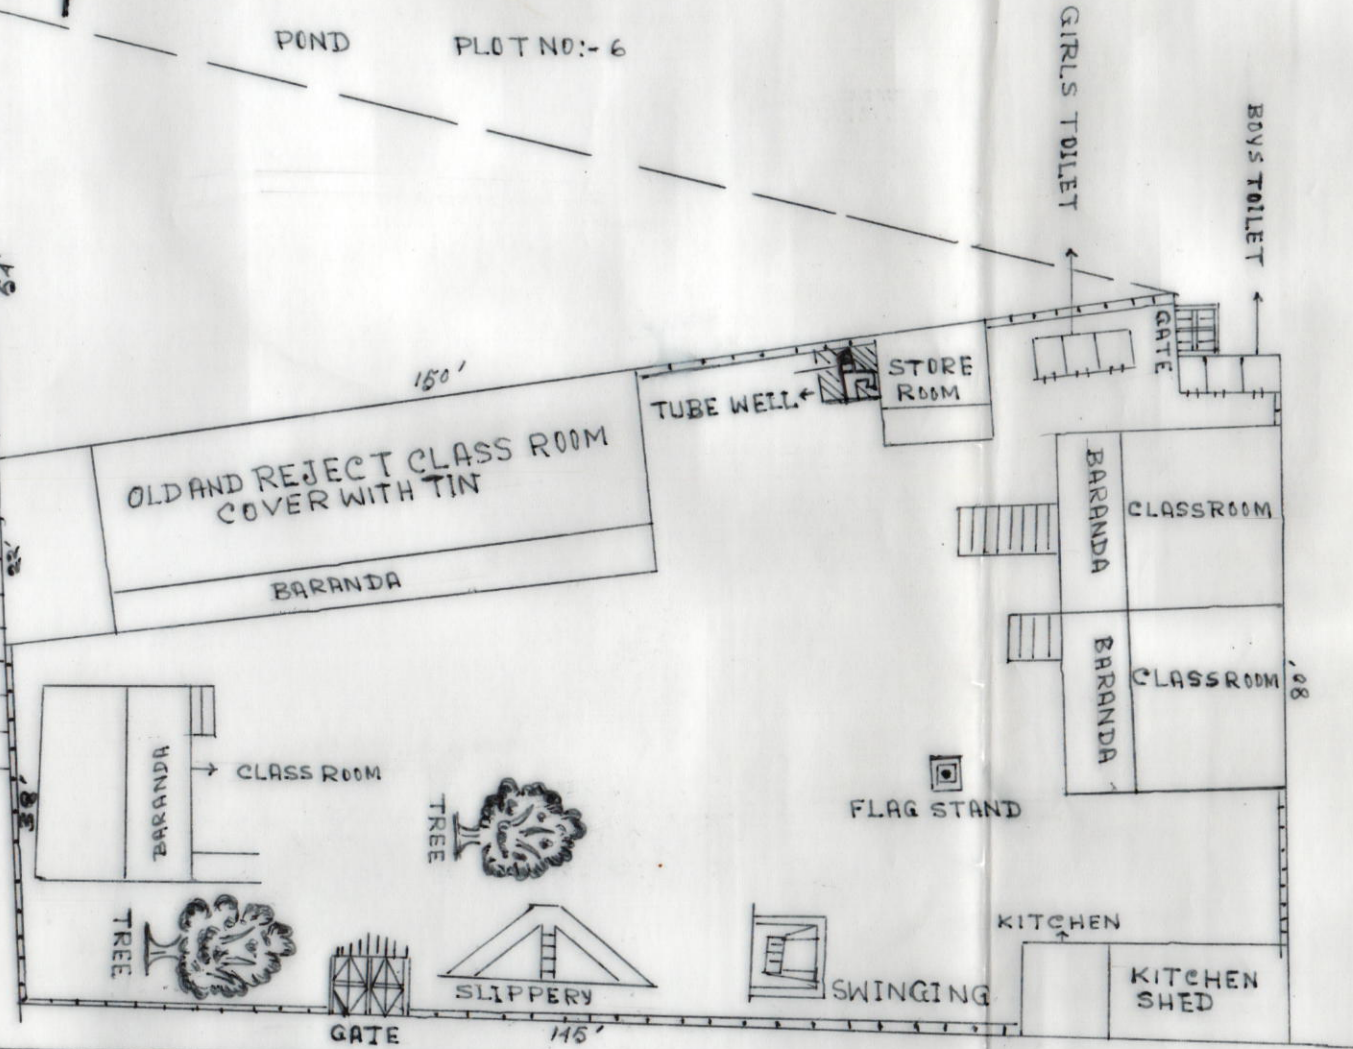 POND PLOT NO:- 6
GIRLS TOILET
BOYS TOILET
GATE
150'
STORE
ROOM
TUBE WELL
OLD AND REJECT CLASS ROOM
COVER WITH TIN
BARANDA
BARANDA
CLASSROOM
BARANDA
CLASSROOM
80'
BARANDA
CLASS ROOM
38'
TREE
FLAG STAND
TREE
KITCHEN
KITCHEN
SHED
SLIPPERY
SWINGING
GATE
145'